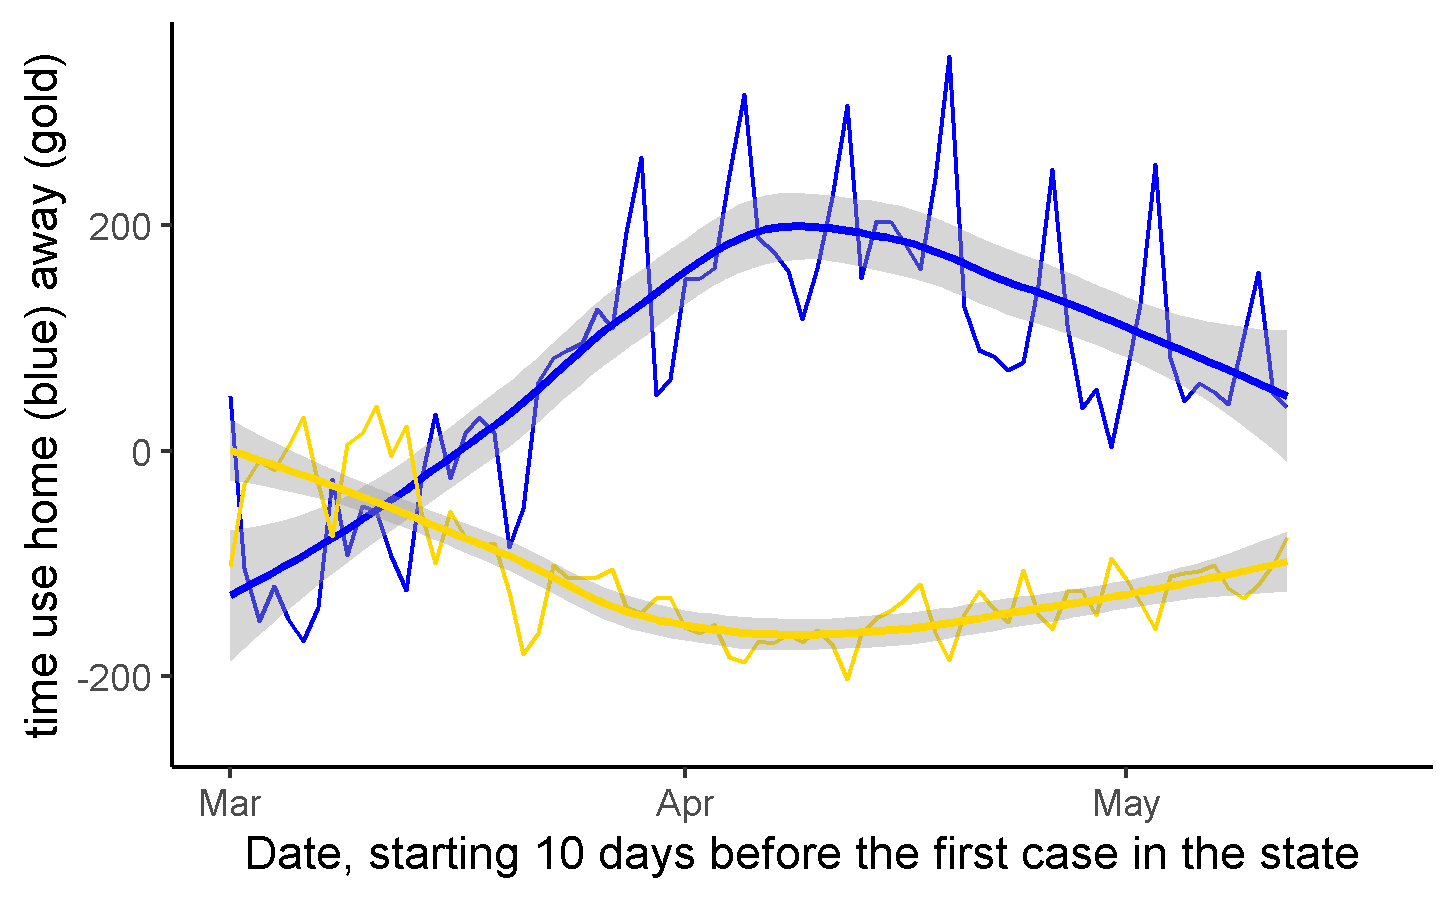 time use home (blue) away (gold)
200
0
-200
Mar
Apr
May
Date, starting 10 days before the first case in the state